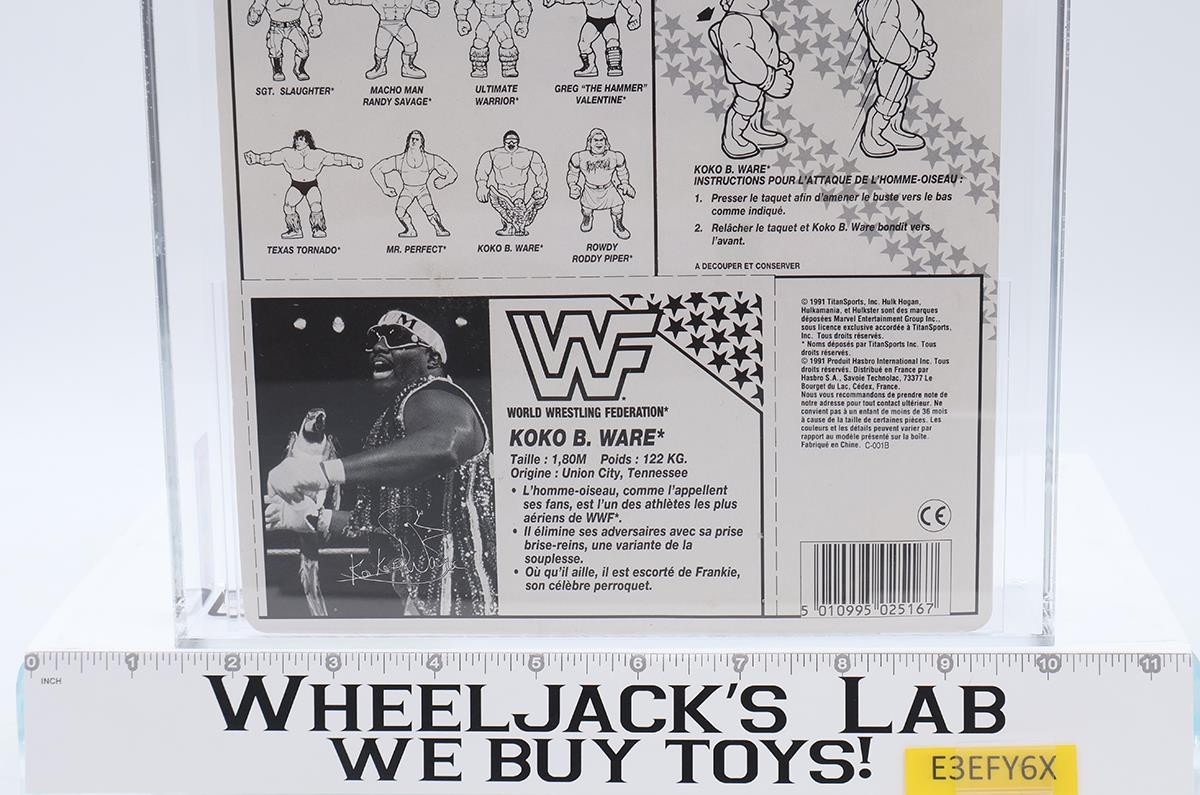 SGT. SLAUGHTER*
MACHO MAN
RANDY SAVAGE*
ULTIMATE
WARRIOR*
GREG "THE HAMMER"
VALENTINE*
TEXAS TORNADO*
MR. PERFECT*
KOKO B. WARE*
ROWDY
RODDY PIPER*
KOKO B. WARE*
INSTRUCTIONS POUR L'ATTAQUE DE L'HOMME-OISEAU :
1. Presser le taquet afin d'amener le buste vers le bas
comme indiqué.
2. Relâcher le taquet et Koko B. Ware bondit vers
l'avant.
A DECOUPER ET CONSERVER
M
Koko B. Ware
WF
WORLD WRESTLING FEDERATION*
KOKO B. WARE*
Taille : 1,80M Poids : 122 KG.
Origine : Union City, Tennessee
• L'homme-oiseau, comme l'appellent
ses fans, est l'un des athlètes les plus
aériens de WWF*.
• Il élimine ses adversaires avec sa prise
brise-reins, une variante de la
souplesse.
• Où qu'il aille, il est escorté de Frankie,
son célèbre perroquet.
© 1991 TitanSports, Inc. Hulk Hogan,
Hulkamania, et Hulkster sont des marques
déposées Marvel Entertainment Group Inc.,
sous licence exclusive accordée à TitanSports,
Inc. Tous droits réservés.
* Noms déposés par TitanSports Inc. Tous
droits réservés.
© 1991 Produit Hasbro International Inc. Tous
droits réservés. Distribué en France par
Hasbro S.A., Savoie Technolac, 73377 Le
Bourget du Lac, Cédex, France.
Nous vous recommandons de prendre note de
notre adresse pour tout contact ultérieur. Ne
convient pas à un enfant de moins de 36 mois
à cause de la taille de certaines pièces. Les
couleurs et les détails peuvent varier par
rapport au modèle présenté sur la boîte.
Fabriqué en Chine. C-001B
CE
5 010995 025167
0 1 2 3 4 5 6 7 8 9 10 11
INCH
WHEELJACK'S LAB
WE BUY TOYS!
E3EFY6X